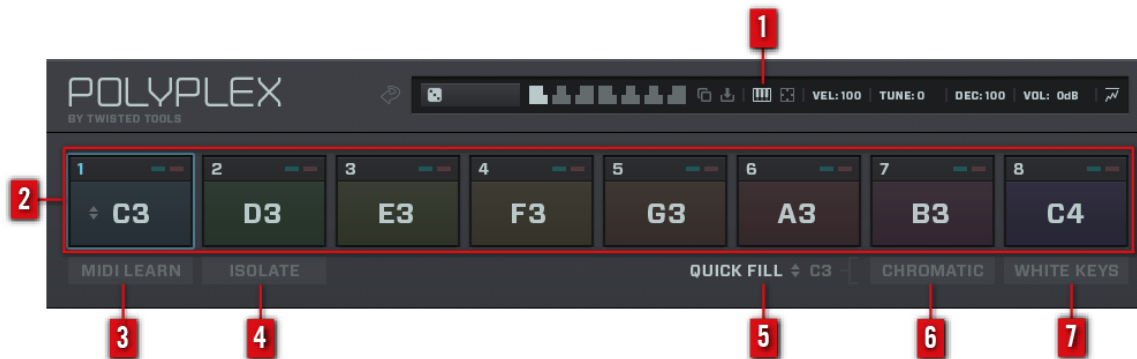 1
POLYPLEX
BY TWISTED TOOLS
VEL: 100 TUNE: 0 DEC: 100 VOL: 0dB
1 2 3 4 5 6 7 8
2
C3 D3 E3 F3 G3 A3 B3 C4
MIDI LEARN ISOLATE QUICK FILL C3 CHROMATIC WHITE KEYS
3 4 5 6 7